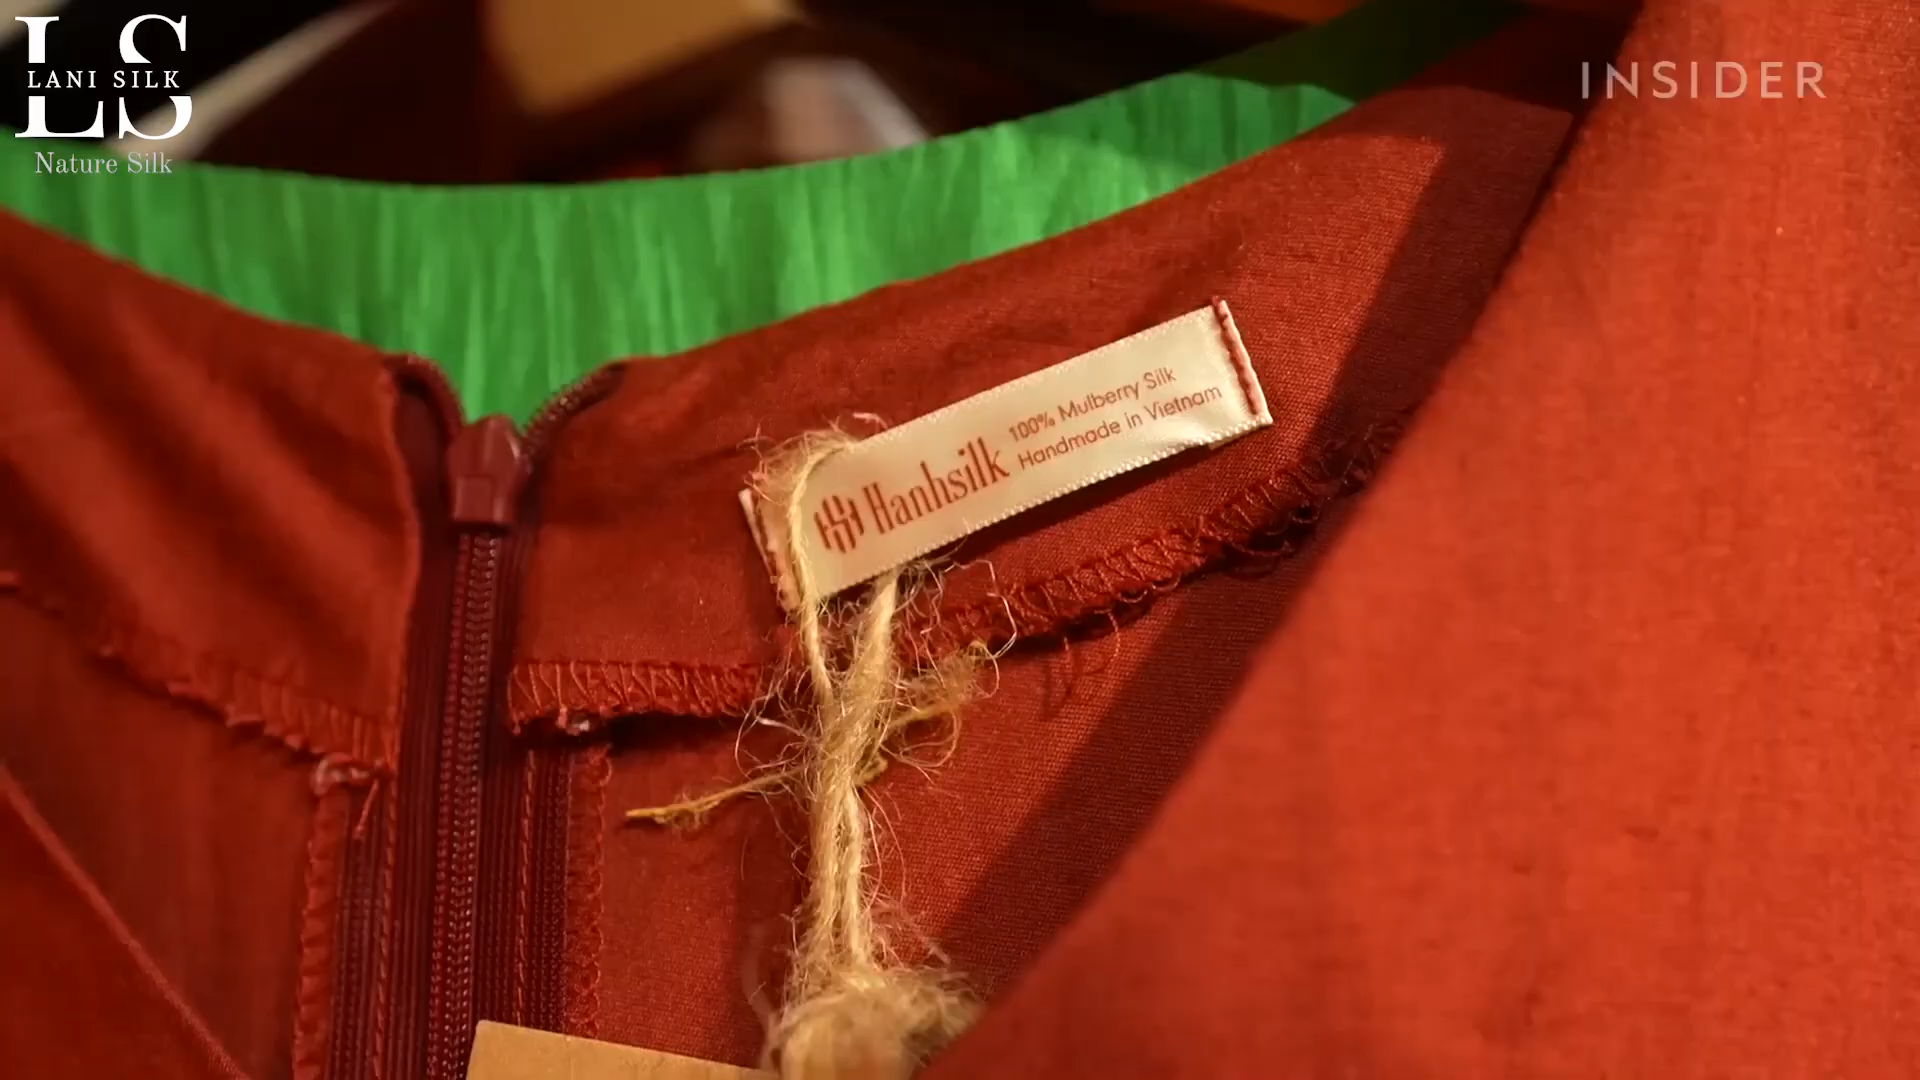 LS
LANI SILK
Nature Silk
INSIDER
Hanhsilk
100% Mulberry Silk
Handmade in Vietnam